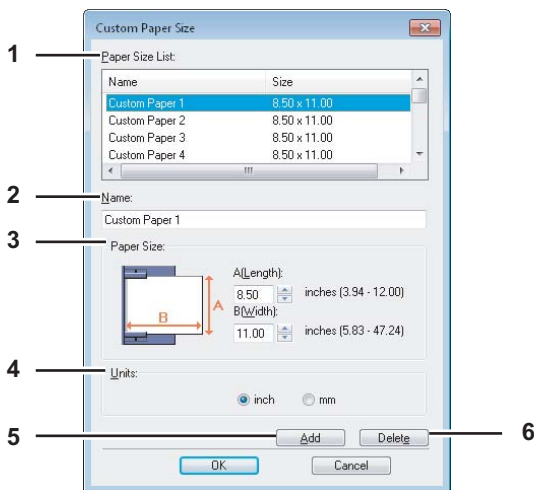 Custom Paper Size
1
Paper Size List:
Name Size
Custom Paper 1 8.50 x 11.00
Custom Paper 2 8.50 x 11.00
Custom Paper 3 8.50 x 11.00
Custom Paper 4 8.50 x 11.00
2
Name:
Custom Paper 1
3
Paper Size:
A
B
A(Length):
8.50 inches (3.94 - 12.00)
B(Width):
11.00 inches (5.83 - 47.24)
4
Units:
inch mm
5
Add Delete
6
OK Cancel